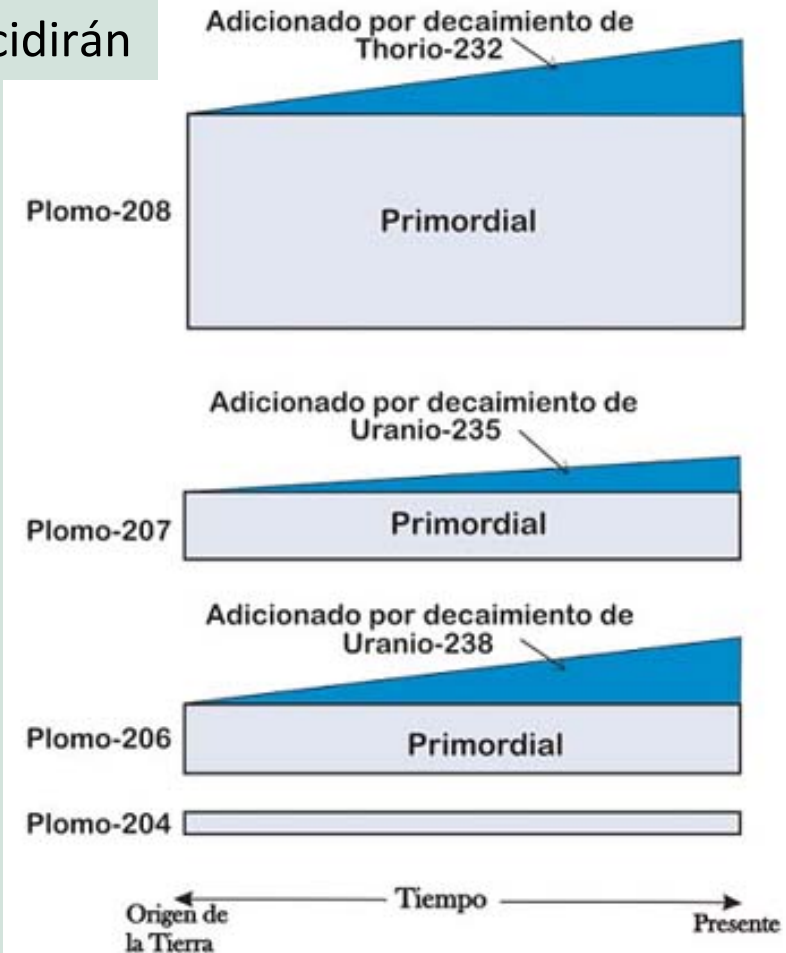 cidirán
Adicionado por decaimiento de
Thorio-232
Plomo-208
Primordial
Adicionado por decaimiento de
Uranio-235
Plomo-207
Primordial
Adicionado por decaimiento de
Uranio-238
Plomo-206
Primordial
Plomo-204
Tiempo
Origen de
la Tierra
Presente